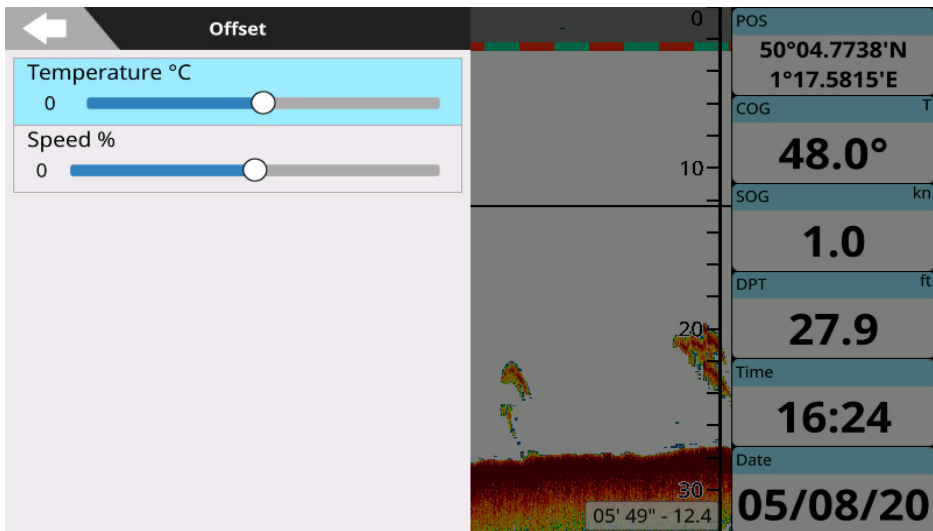 Offset
Temperature °C
0
Speed %
0
0
10
20
30
05' 49" - 12.4
POS
50°04.7738'N
1°17.5815'E
COG T
48.0°
SOG kn
1.0
DPT ft
27.9
Time
16:24
Date
05/08/20